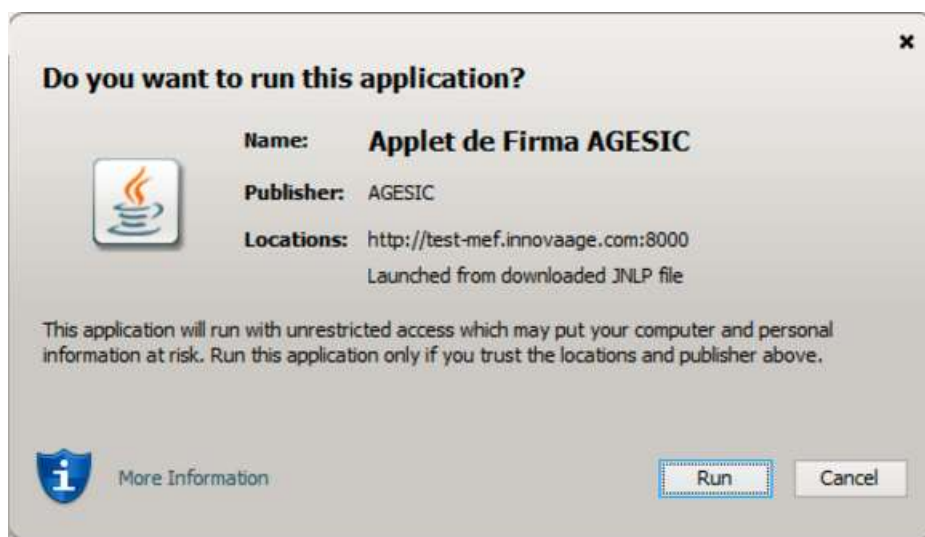 Do you want to run this application?
Name: Applet de Firma AGESIC
Publisher: AGESIC
Locations: http://test-mef.innovaage.com:8000
Launched from downloaded JNLP file
This application will run with unrestricted access which may put your computer and personal
information at risk. Run this application only if you trust the locations and publisher above.
More Information
Run Cancel